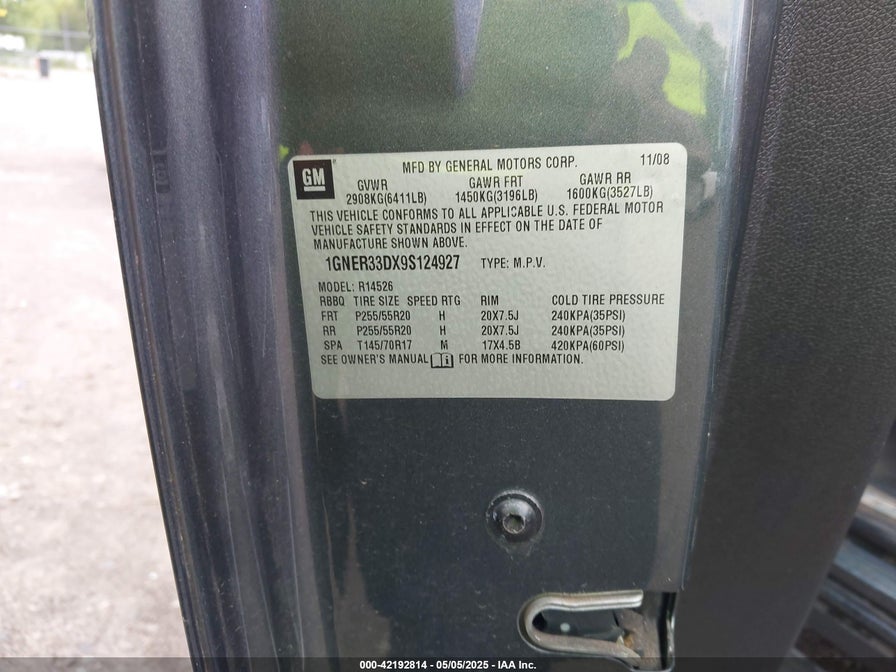 GM
MFD BY GENERAL MOTORS CORP. 11/08
GVWR GAWR FRT GAWR RR
2908KG(6411LB) 1450KG(3196LB) 1600KG(3527LB)
THIS VEHICLE CONFORMS TO ALL APPLICABLE U.S. FEDERAL MOTOR
VEHICLE SAFETY STANDARDS IN EFFECT ON THE DATE OF
MANUFACTURE SHOWN ABOVE.
1GNER33DX9S124927 TYPE: M.P.V.
MODEL: R14526
RBBQ TIRE SIZE SPEED RTG RIM COLD TIRE PRESSURE
FRT P255/55R20 H 20X7.5J 240KPA(35PSI)
RR P255/55R20 H 20X7.5J 240KPA(35PSI)
SPA T145/70R17 M 17X4.5B 420KPA(60PSI)
SEE OWNER'S MANUAL FOR MORE INFORMATION.
000-42192814 - 05/05/2025 - IAA Inc.